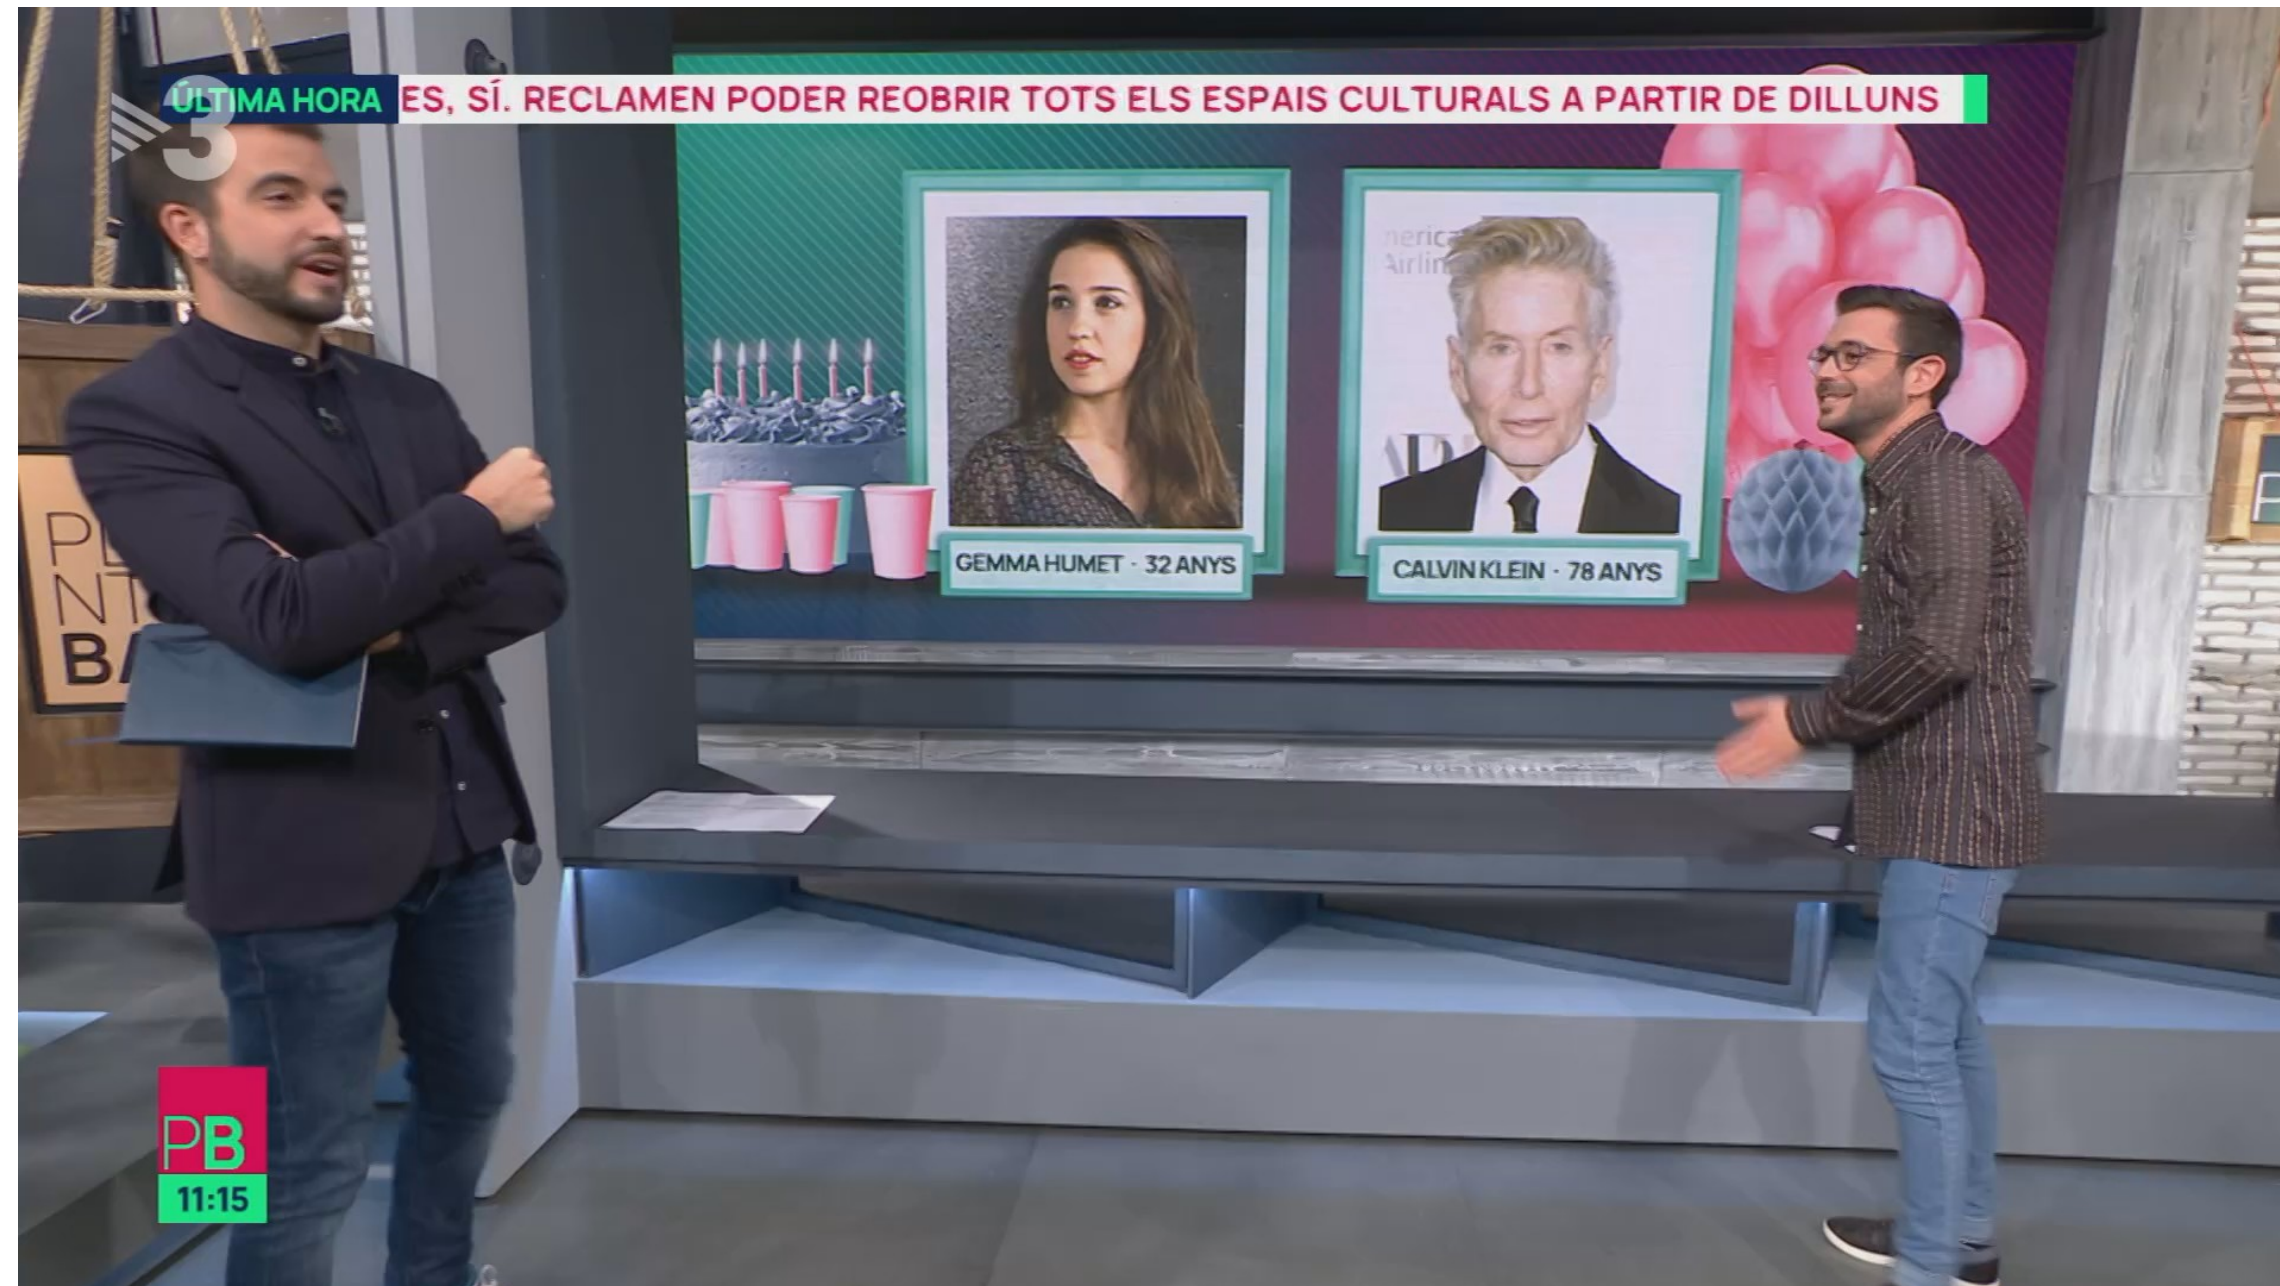 ÚLTIMA HORA ES, SÍ. RECLAMEN PODER REOBRIR TOTS ELS ESPAIS CULTURALS A PARTIR DE DILLUNS
3
GEMMA HUMET · 32 ANYS
CALVIN KLEIN · 78 ANYS
PB
11:15